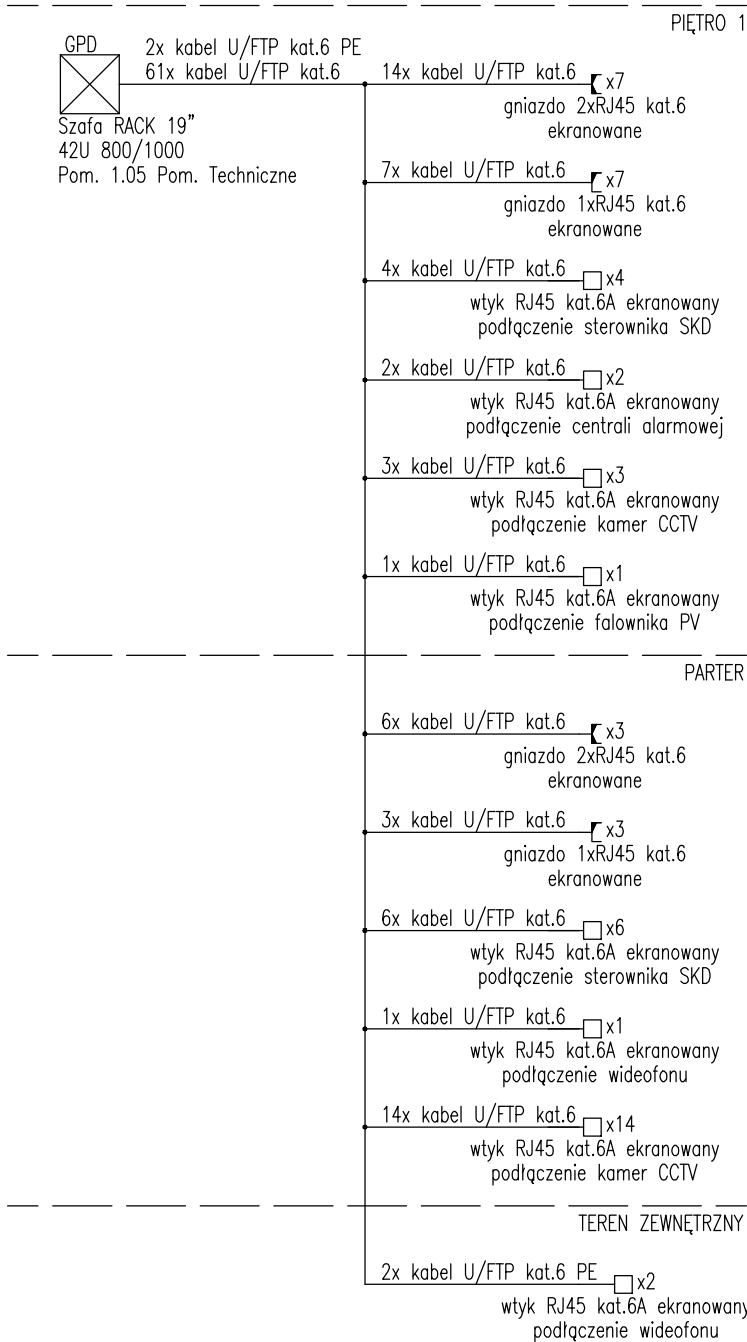 PIĘTRO 1
GPD
2x kabel U/FTP kat.6 PE
61x kabel U/FTP kat.6
Szafa RACK 19"
42U 800/1000
Pom. 1.05 Pom. Techniczne
14x kabel U/FTP kat.6
x7
gniazdo 2xRJ45 kat.6
ekranowane
7x kabel U/FTP kat.6
x7
gniazdo 1xRJ45 kat.6
ekranowane
4x kabel U/FTP kat.6
x4
wtyk RJ45 kat.6A ekranowany
podłączenie sterownika SKD
2x kabel U/FTP kat.6
x2
wtyk RJ45 kat.6A ekranowany
podłączenie centrali alarmowej
3x kabel U/FTP kat.6
x3
wtyk RJ45 kat.6A ekranowany
podłączenie kamer CCTV
1x kabel U/FTP kat.6
x1
wtyk RJ45 kat.6A ekranowany
podłączenie falownika PV
PARTER
6x kabel U/FTP kat.6
x3
gniazdo 2xRJ45 kat.6
ekranowane
3x kabel U/FTP kat.6
x3
gniazdo 1xRJ45 kat.6
ekranowane
6x kabel U/FTP kat.6
x6
wtyk RJ45 kat.6A ekranowany
podłączenie sterownika SKD
1x kabel U/FTP kat.6
x1
wtyk RJ45 kat.6A ekranowany
podłączenie wideofonu
14x kabel U/FTP kat.6
x14
wtyk RJ45 kat.6A ekranowany
podłączenie kamer CCTV
TEREN ZEWNĘTRZNY
2x kabel U/FTP kat.6 PE
x2
wtyk RJ45 kat.6A ekranowany
podłączenie wideofonu